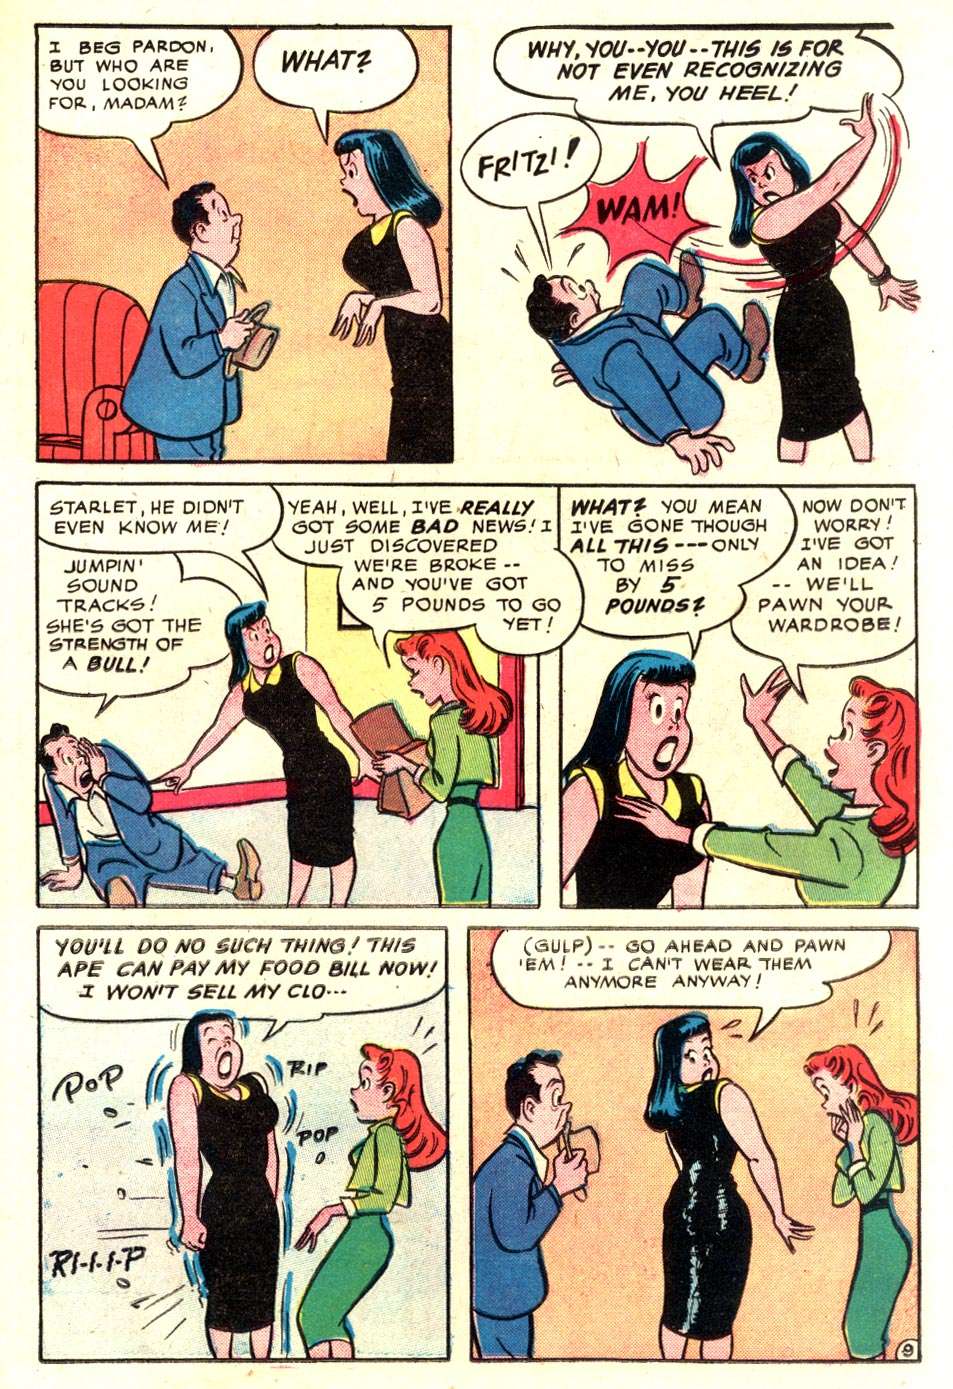 I BEG PARDON,
BUT WHO ARE
YOU LOOKING
FOR, MADAM?
WHAT?
WHY, YOU--YOU--THIS IS FOR
NOT EVEN RECOGNIZING
ME, YOU HEEL!
FRITZI!
WAM!
STARLET, HE DIDN'T
EVEN KNOW ME!
JUMPIN'
SOUND
TRACKS!
SHE'S GOT THE
STRENGTH OF
A BULL!
YEAH, WELL, I'VE REALLY
GOT SOME BAD NEWS! I
JUST DISCOVERED
WE'RE BROKE--
AND YOU'VE GOT
5 POUNDS TO GO
YET!
WHAT? YOU MEAN
I'VE GONE THOUGH
ALL THIS---ONLY
TO MISS
BY 5
POUNDS?
NOW DON'T
WORRY!
I'VE GOT
AN IDEA!
-- WE'LL
PAWN YOUR
WARDROBE!
YOU'LL DO NO SUCH THING! THIS
APE CAN PAY MY FOOD BILL NOW!
I WON'T SELL MY CLO---
POP
RIP
POP
RI-I-I-P
(GULP)-- GO AHEAD AND PAWN
'EM! -- I CAN'T WEAR THEM
ANYMORE ANYWAY!
9